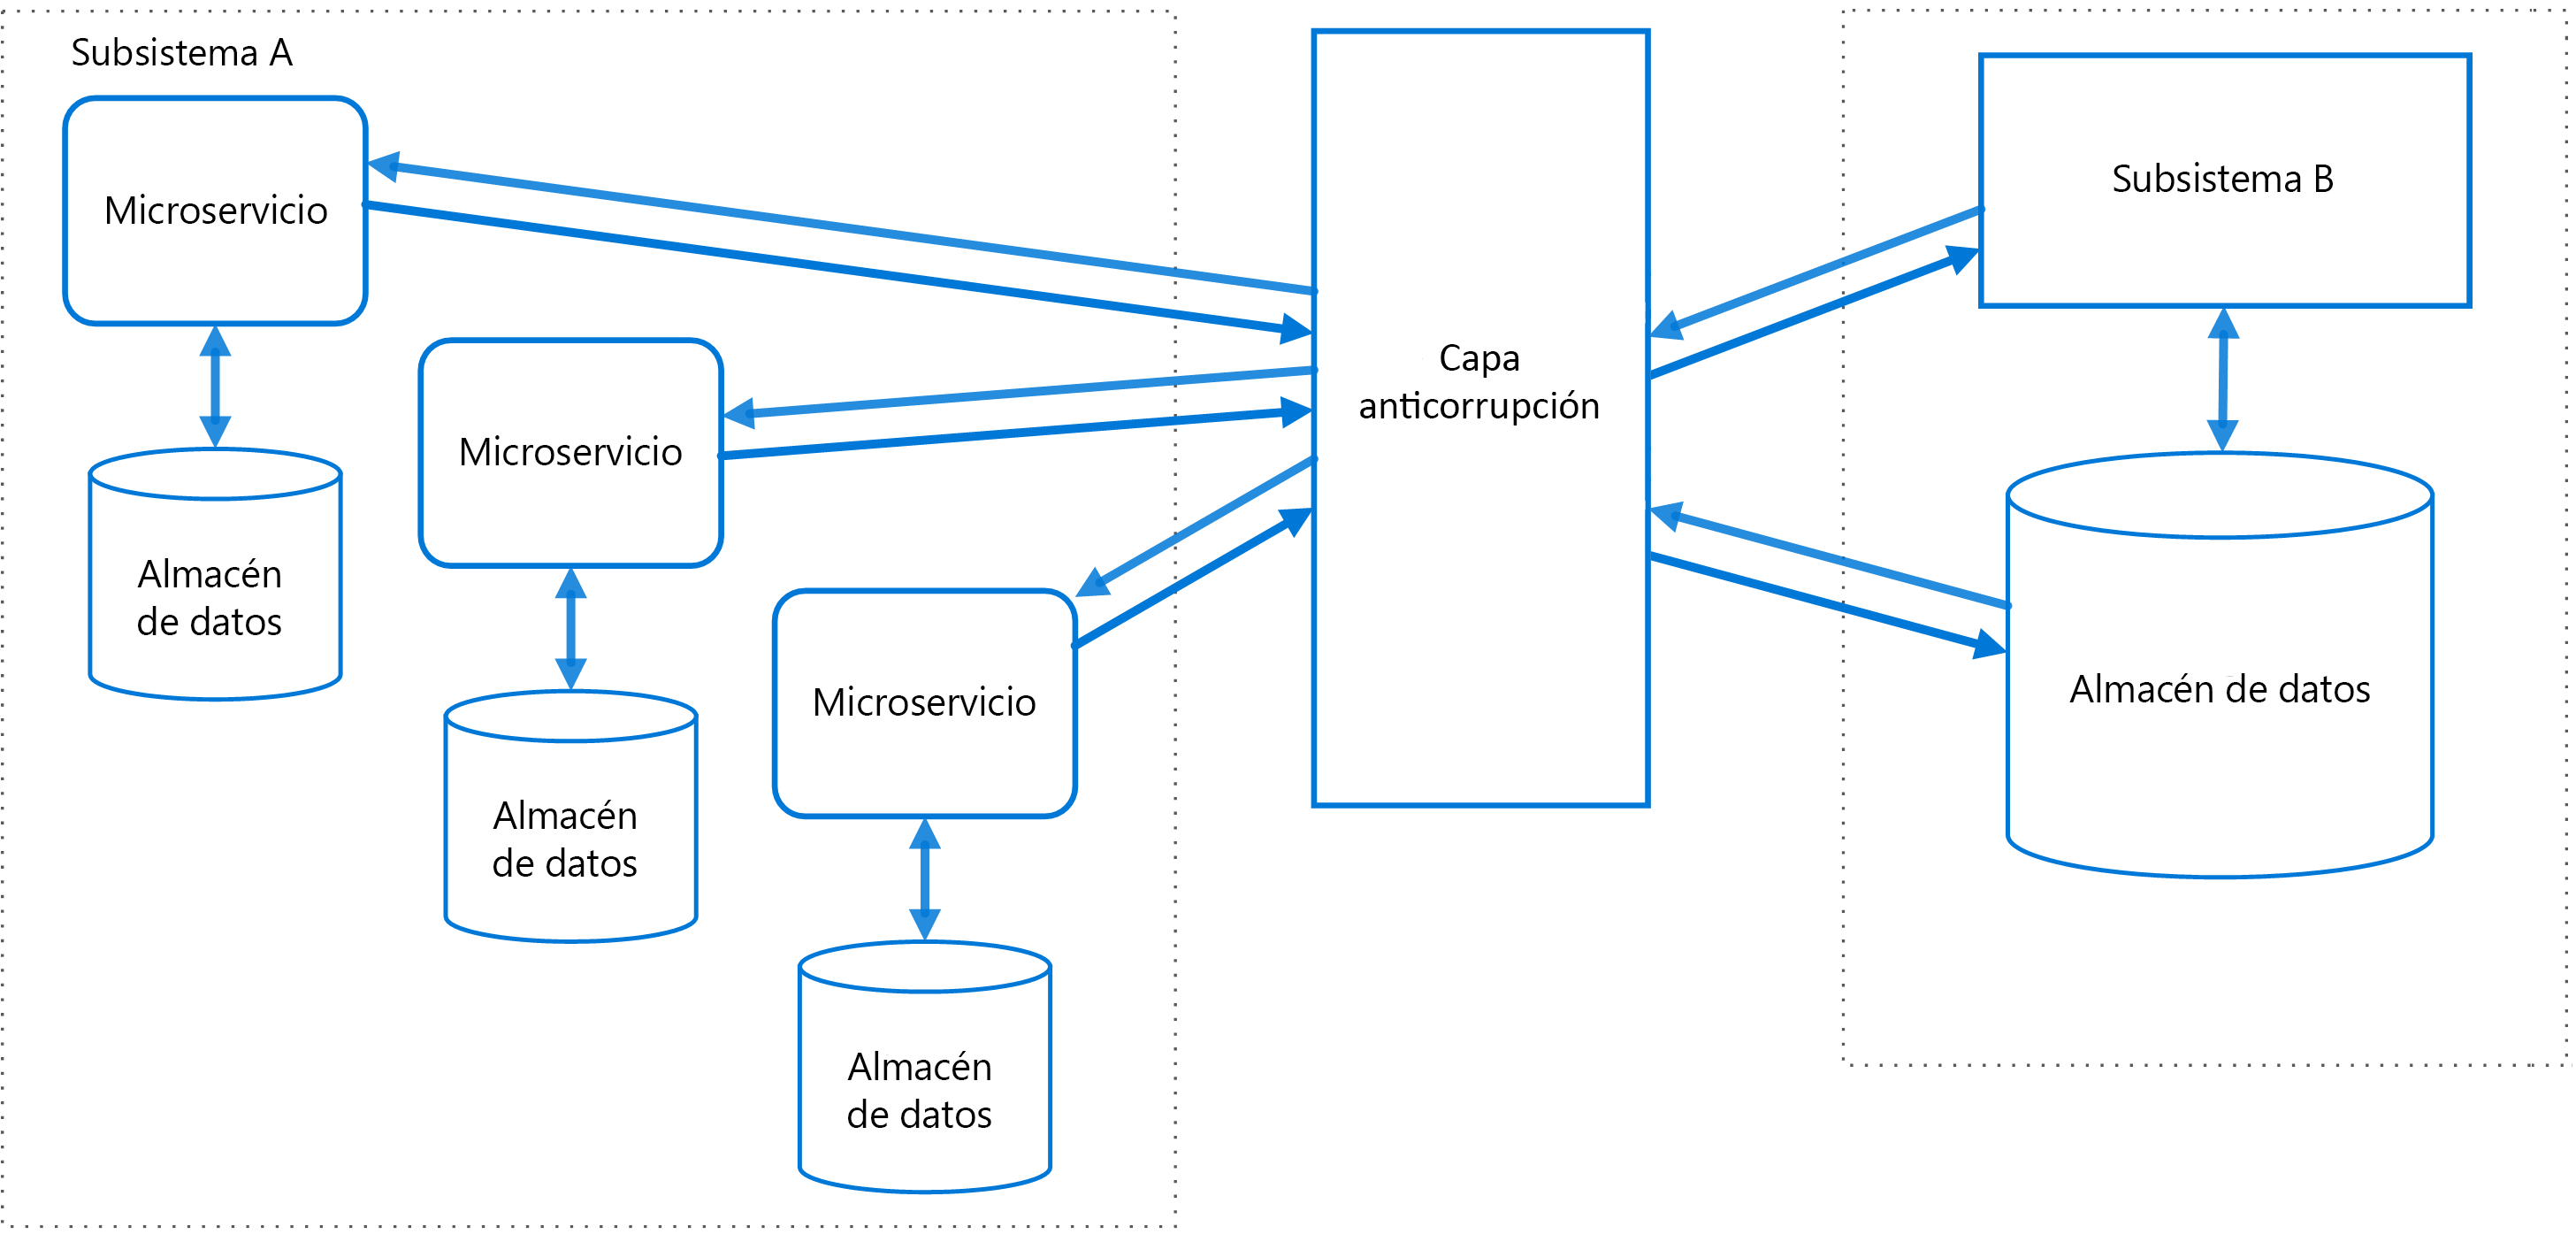 Subsistema A
Microservicio
Almacén
de datos
Microservicio
Almacén
de datos
Microservicio
Almacén
de datos
Capa
anticorrupción
Subsistema B
Almacén de datos